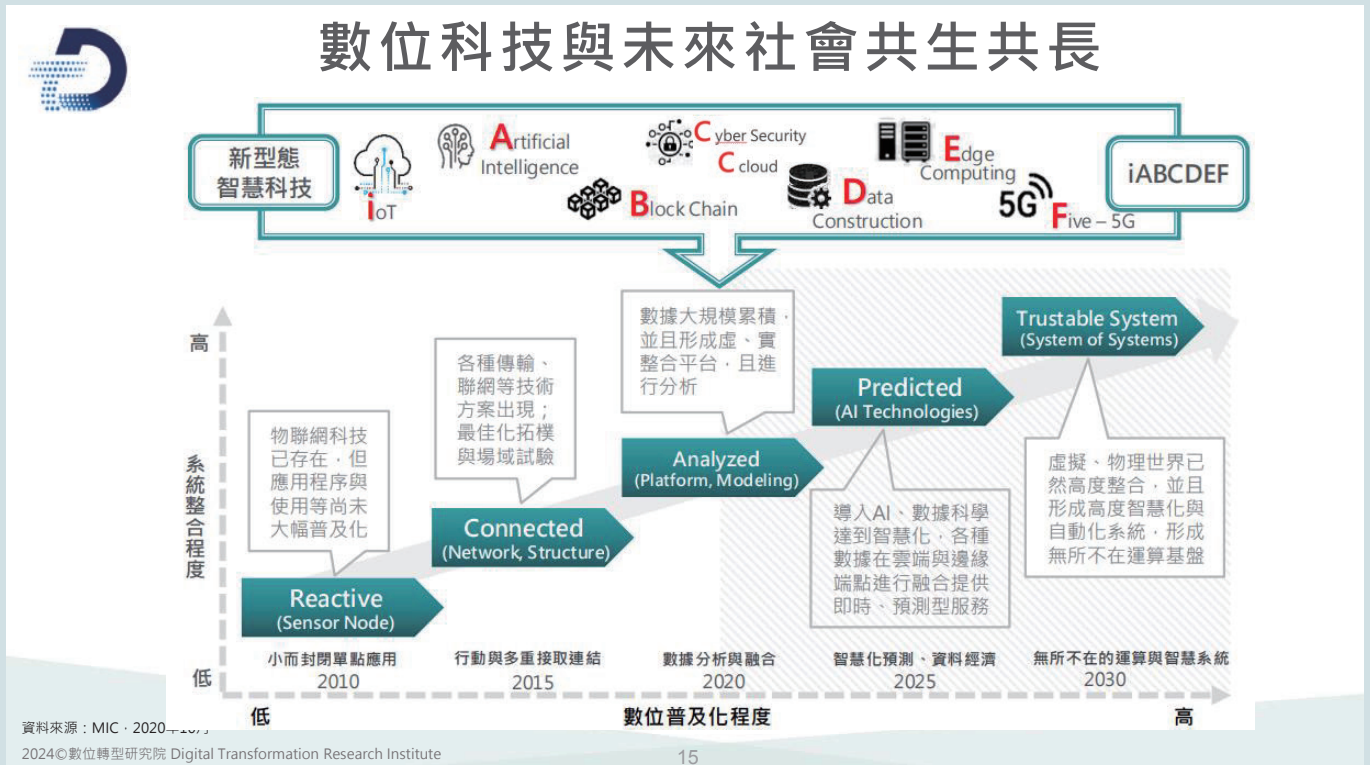 數位科技與未來社會共生共長
新型態
智慧科技
ioT
Artificial
Intelligence
Block Chain
Cyber Security
C cloud
Data
Construction
Edge
Computing
5G
Five – 5G
iABCDEF
高
系統整合程度
低
物聯網科技
已存在，但
應用程序與
使用等尚未
大幅普及化
各種傳輸、
聯網等技術
方案出現；
最佳化拓樸
與場域試驗
數據大規模累積，
並且形成虛、實
整合平台，且進
行分析
Reactive
(Sensor Node)
Connected
(Network, Structure)
Analyzed
(Platform, Modeling)
Predicted
(AI Technologies)
Trustable System
(System of Systems)
導入AI、數據科學
達到智慧化，各種
數據在雲端與邊緣
端點進行融合提供
即時、預測型服務
虛擬、物理世界已
然高度整合，並且
形成高度智慧化與
自動化系統，形成
無所不在運算基盤
小而封閉單點應用
2010
行動與多重接取連結
2015
數據分析與融合
2020
智慧化預測、資料經濟
2025
無所不在的運算與智慧系統
2030
低
數位普及化程度
高
資料來源：MIC，2020年10月
2024©數位轉型研究院 Digital Transformation Research Institute
15